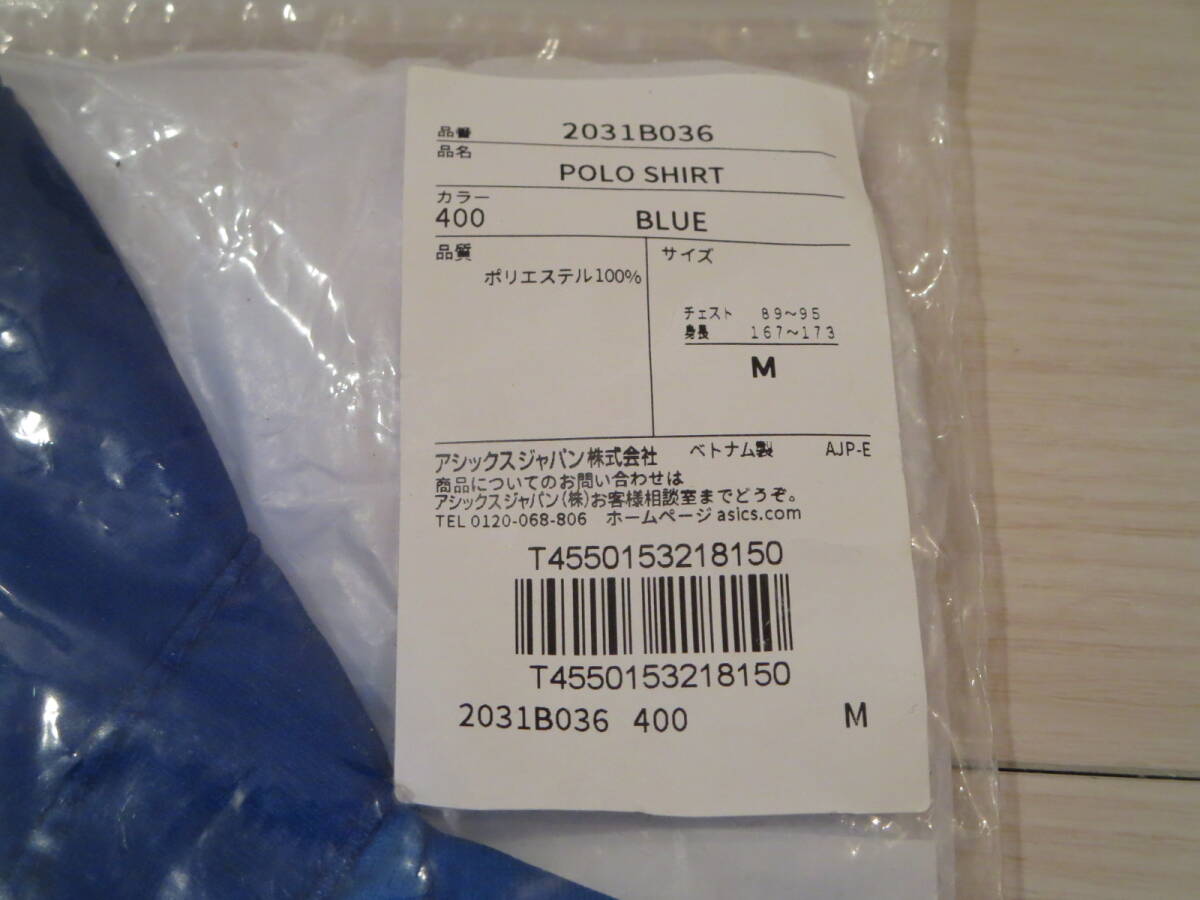 品番 2031B036
品名
POLO SHIRT
カラー
400 BLUE
品質
ポリエステル100%
サイズ
チェスト 89~95
身長 167~173
M
アシックスジャパン株式会社 ベトナム製 AJP-E
商品についてのお問い合わせは
アシックスジャパン(株)お客様相談室までどうぞ。
TEL 0120-068-806 ホームページ asics.com
T4550153218150
T4550153218150
2031B036 400 M